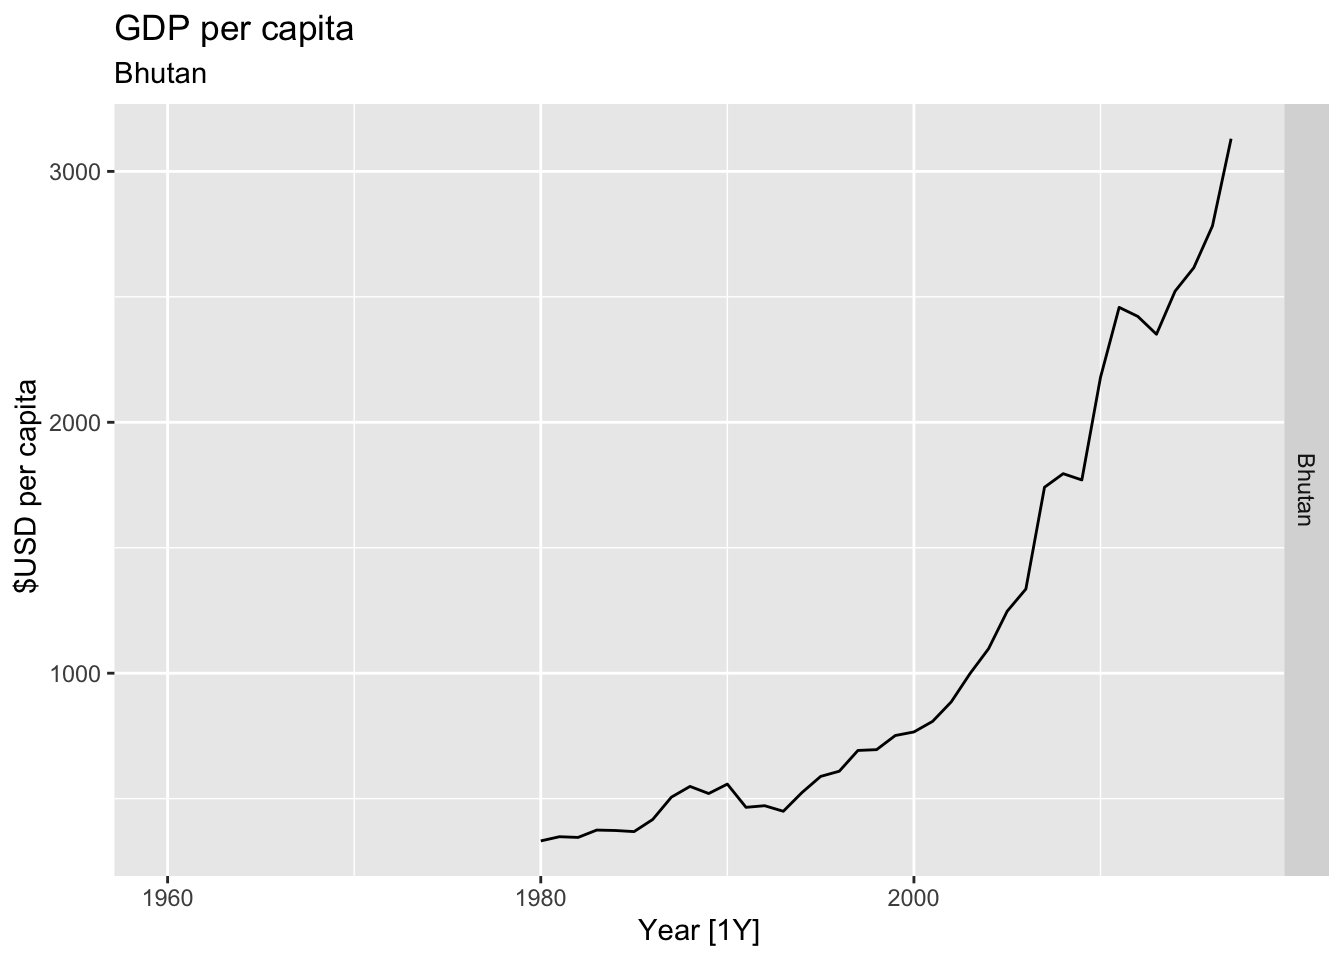 GDP per capita
Bhutan
$USD per capita
3000
2000
1000
Bhutan
1960
1980
2000
Year [1Y]